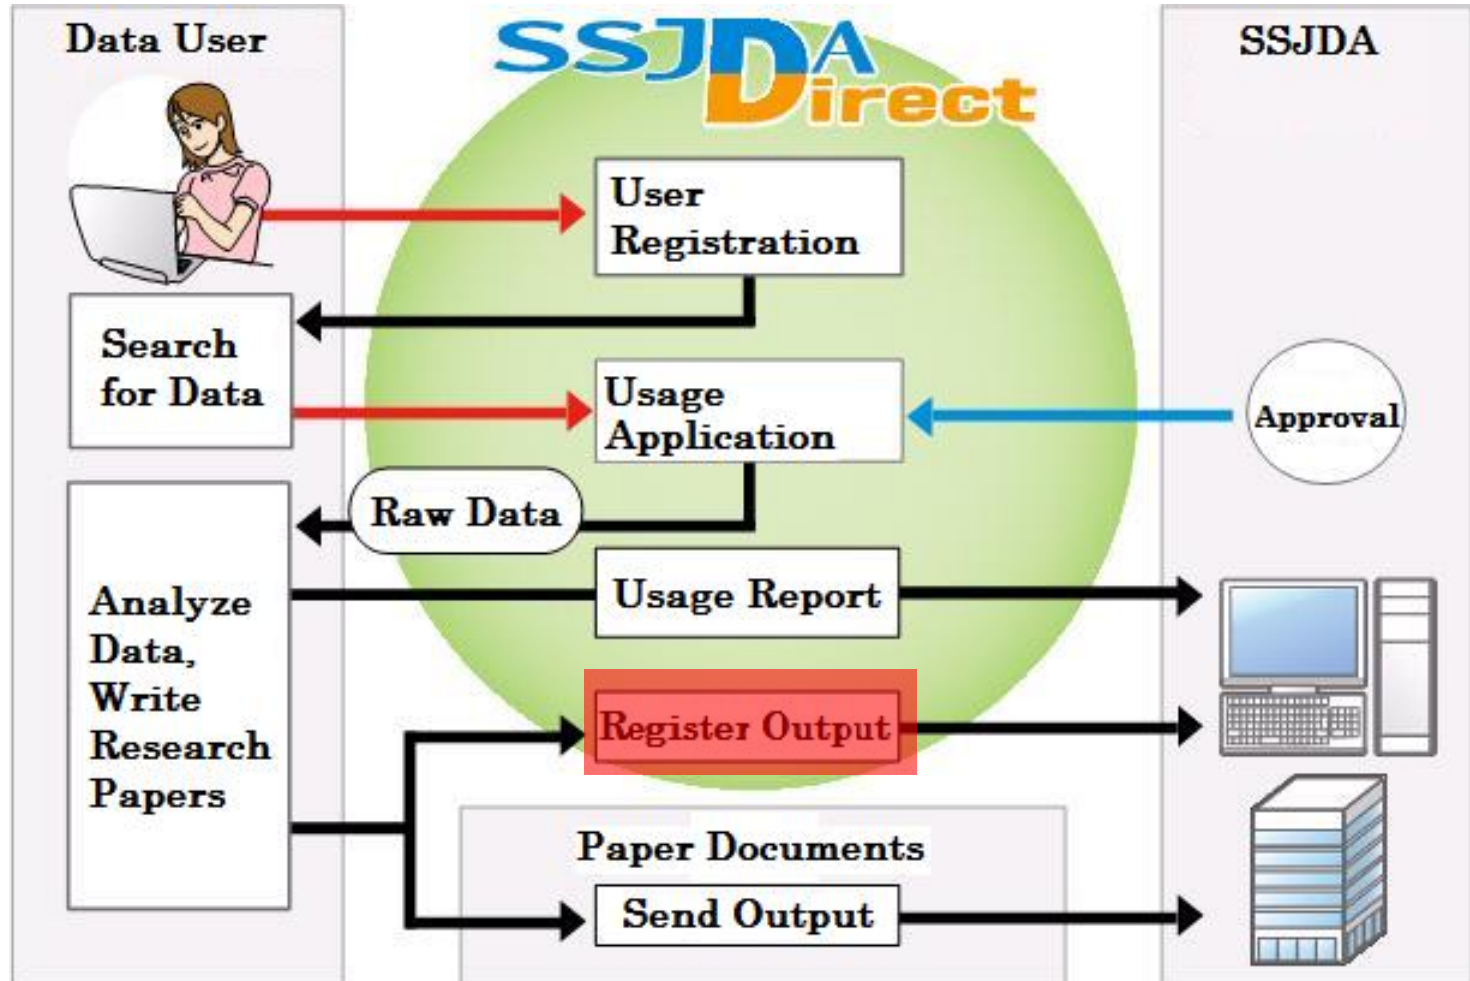 Data User
SSJDA
Direct
SSJDA
User
Registration
Search
for Data
Usage
Application
Approval
Raw Data
Usage Report
Analyze
Data,
Write
Research
Papers
Register Output
Paper Documents
Send Output